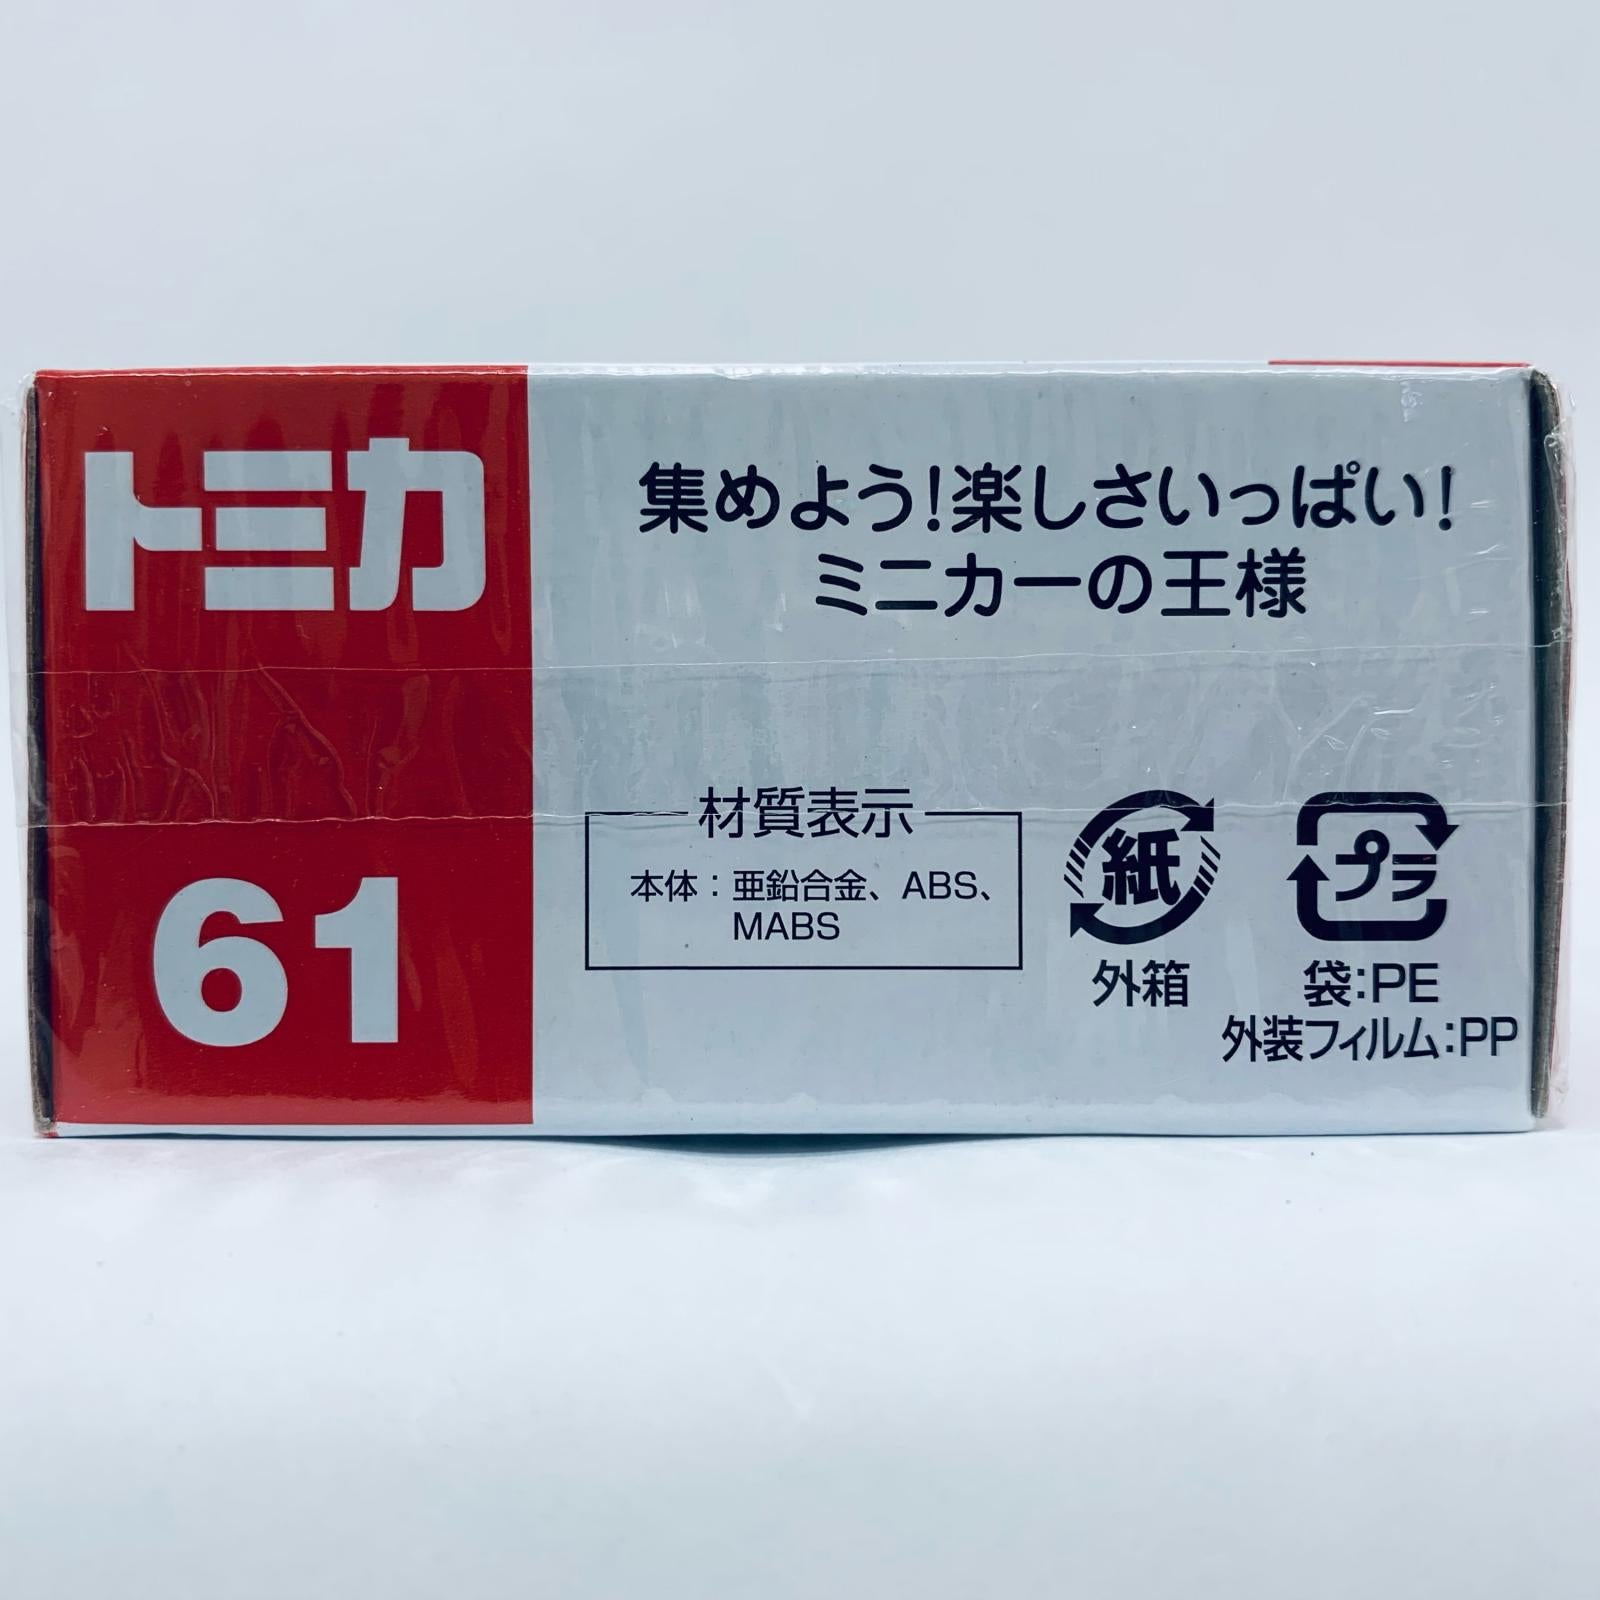 トミカ
集めよう!楽しさいっぱい!
ミニカーの王様
61
材質表示
本体:亜鉛合金、ABS、
MABS
紙
外箱
プラ
袋:PE
外装フィルム:PP